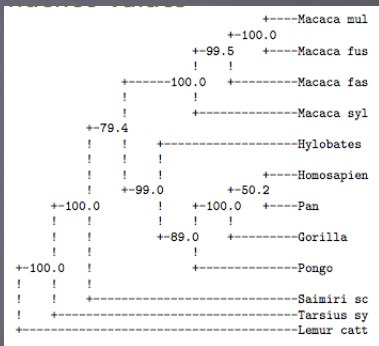 +----Macaca mul
+-100.0
+-99.5 +----Macaca fus
! !
+------100.0 +--------Macaca fas
! !
! +-------------Macaca syl
+-79.4
! ! +-----------------Hylobates
! ! !
! ! ! +----Homosapien
! +-99.0 +-50.2
+-100.0 ! +-100.0 +----Pan
! ! ! ! !
! ! +-89.0 +--------Gorilla
! ! !
+-100.0 ! +-------------Pongo
! ! !
! ! +-----------------------------Saimiri sc
! +----------------------------------Tarsius sy
+---------------------------------------Lemur catt